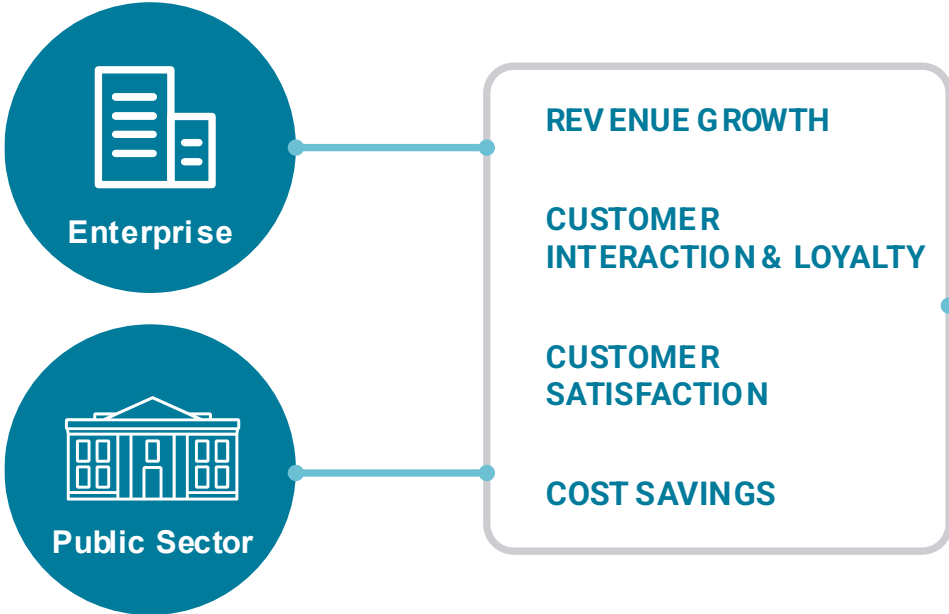 Enterprise
Public Sector
REVENUE GROWTH
CUSTOMER
INTERACTION & LOYALTY
CUSTOMER
SATISFACTION
COST SAVINGS